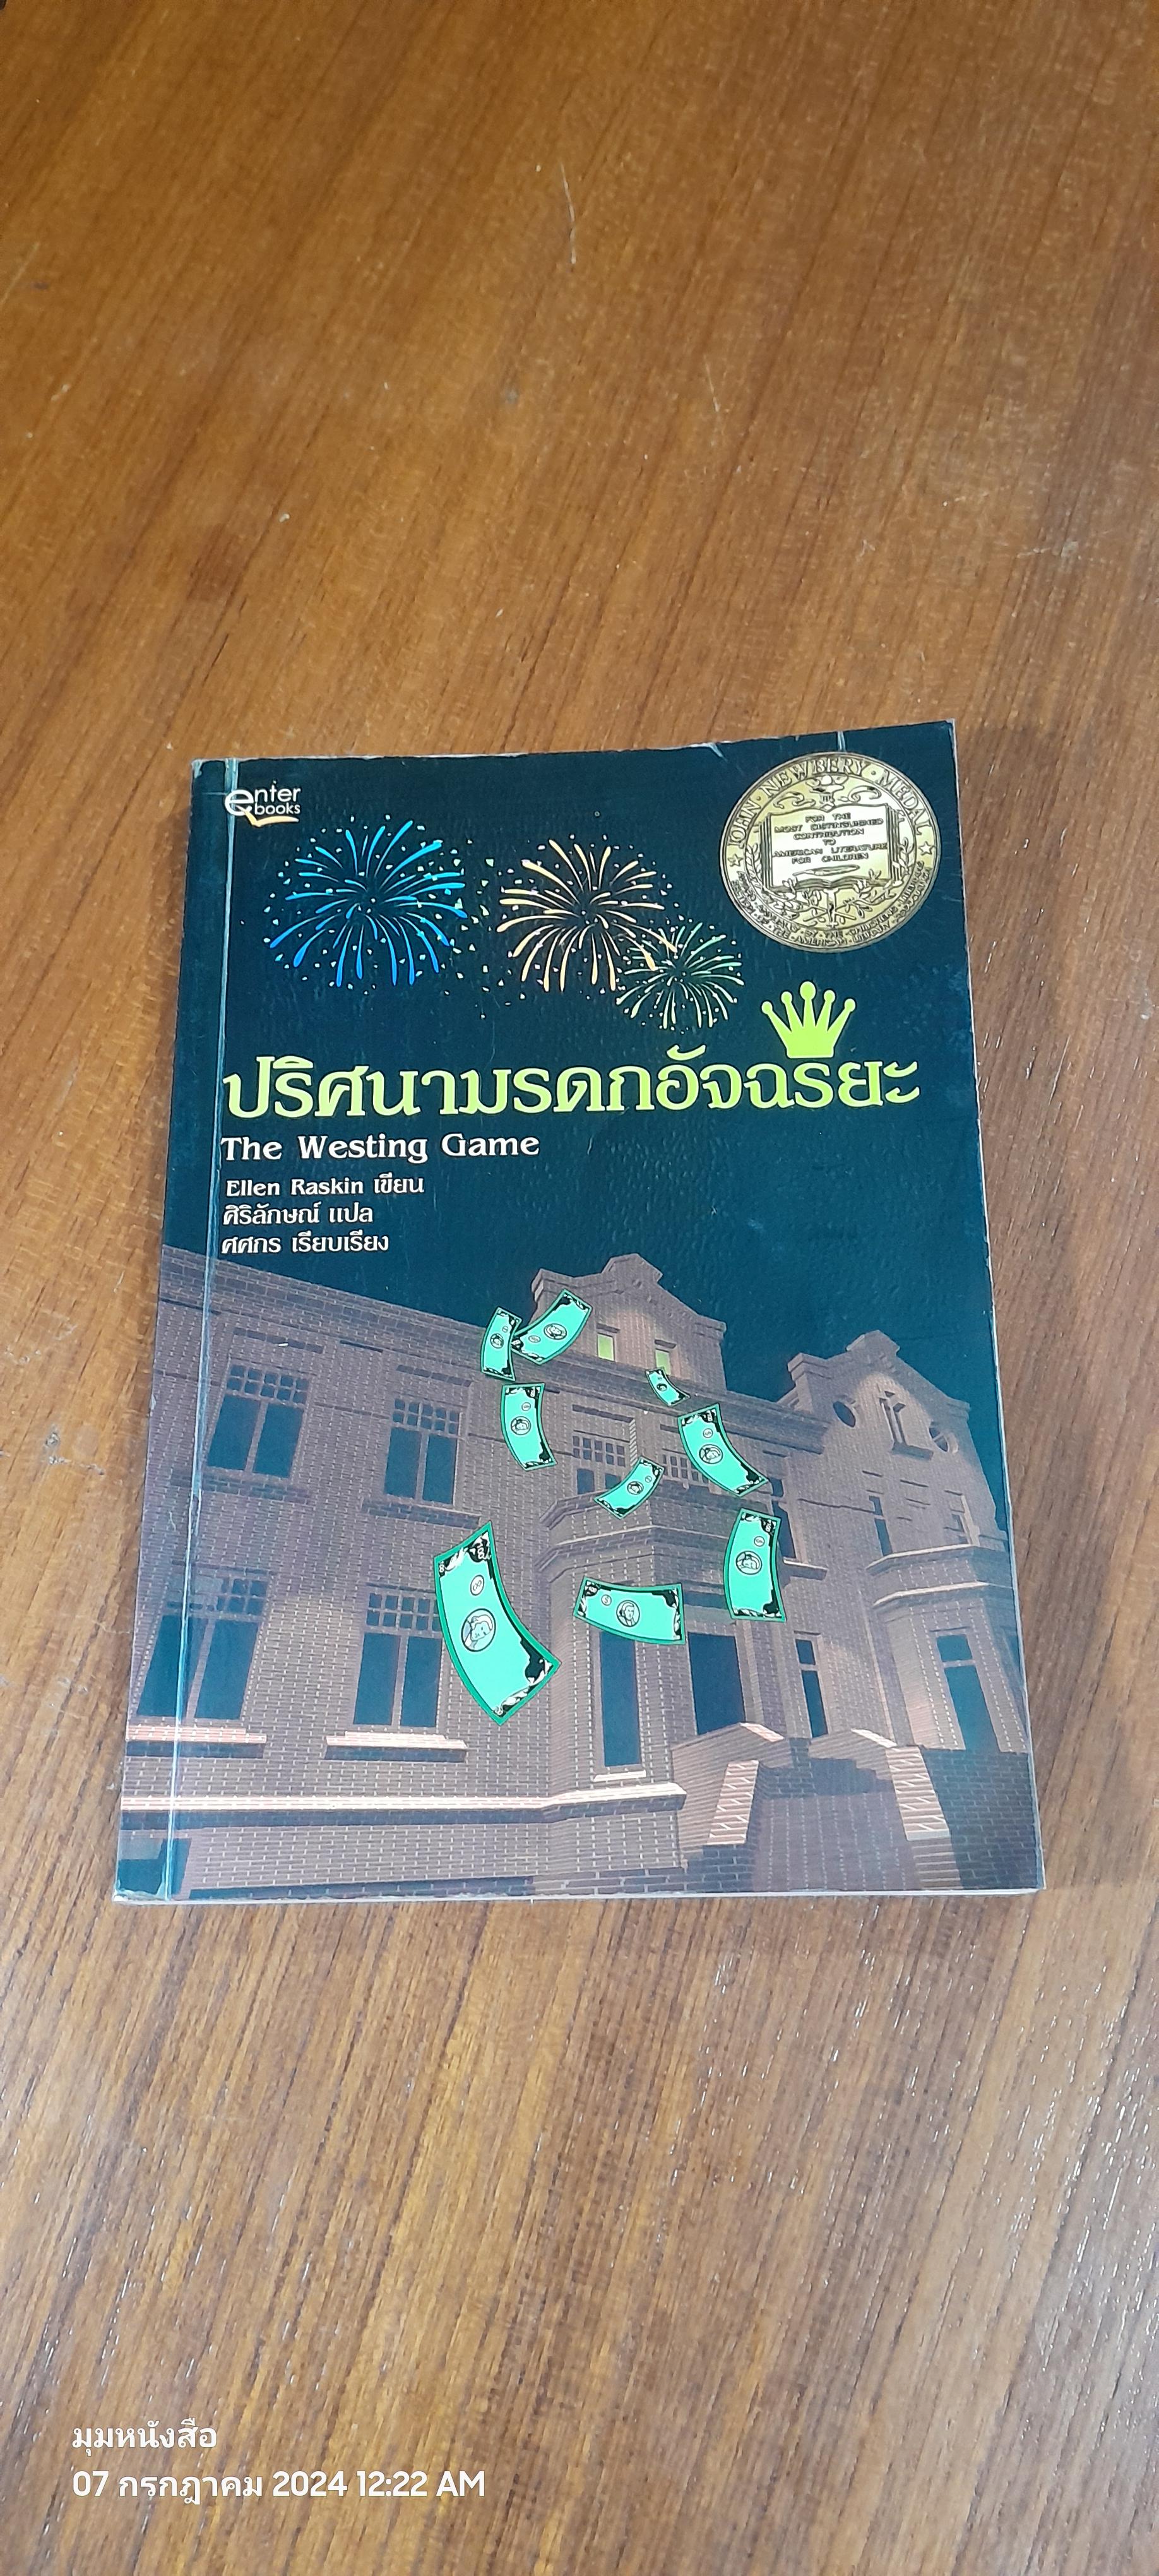 enter
books
JOHN · NEWBERY · MEDAL
FOR THE
MOST DISTINGUISHED
CONTRIBUTION
TO
AMERICAN LITERATURE
FOR CHILDREN
ปริศนามรดกอัจฉริยะ
The Westing Game
Ellen Raskin เขียน
ศิริลักษณ์ แปล
ศศกร เรียบเรียง
มุมหนังสือ
07 กรกฎาคม 2024 12:22 AM